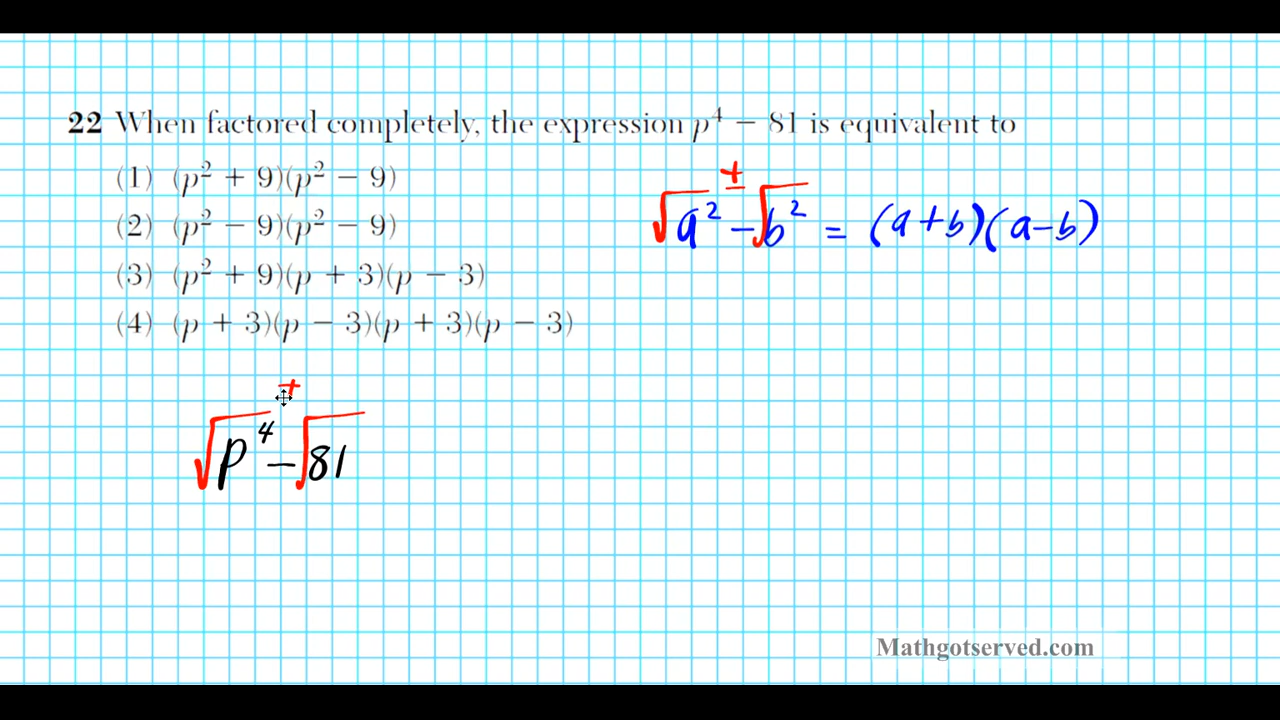 22 When factored completely, the expression p⁴ − 81 is equivalent to
(1) (p² + 9)(p² − 9)
(2) (p² − 9)(p² − 9)
(3) (p² + 9)(p + 3)(p − 3)
(4) (p + 3)(p − 3)(p + 3)(p − 3)
±
√a² − √b² = (a+b)(a−b)
+
√p⁴ − √81
Mathgotserved.com